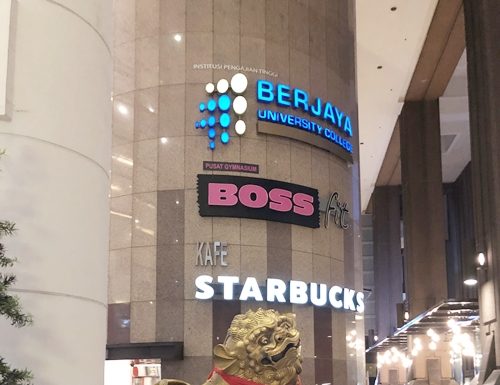 INSTITUSI PENGAJIAN TINGGI
BERJAYA
UNIVERSITY COLLEGE
PUSAT GYMNASIUM
BOSS fit
KAFE
STARBUCKS